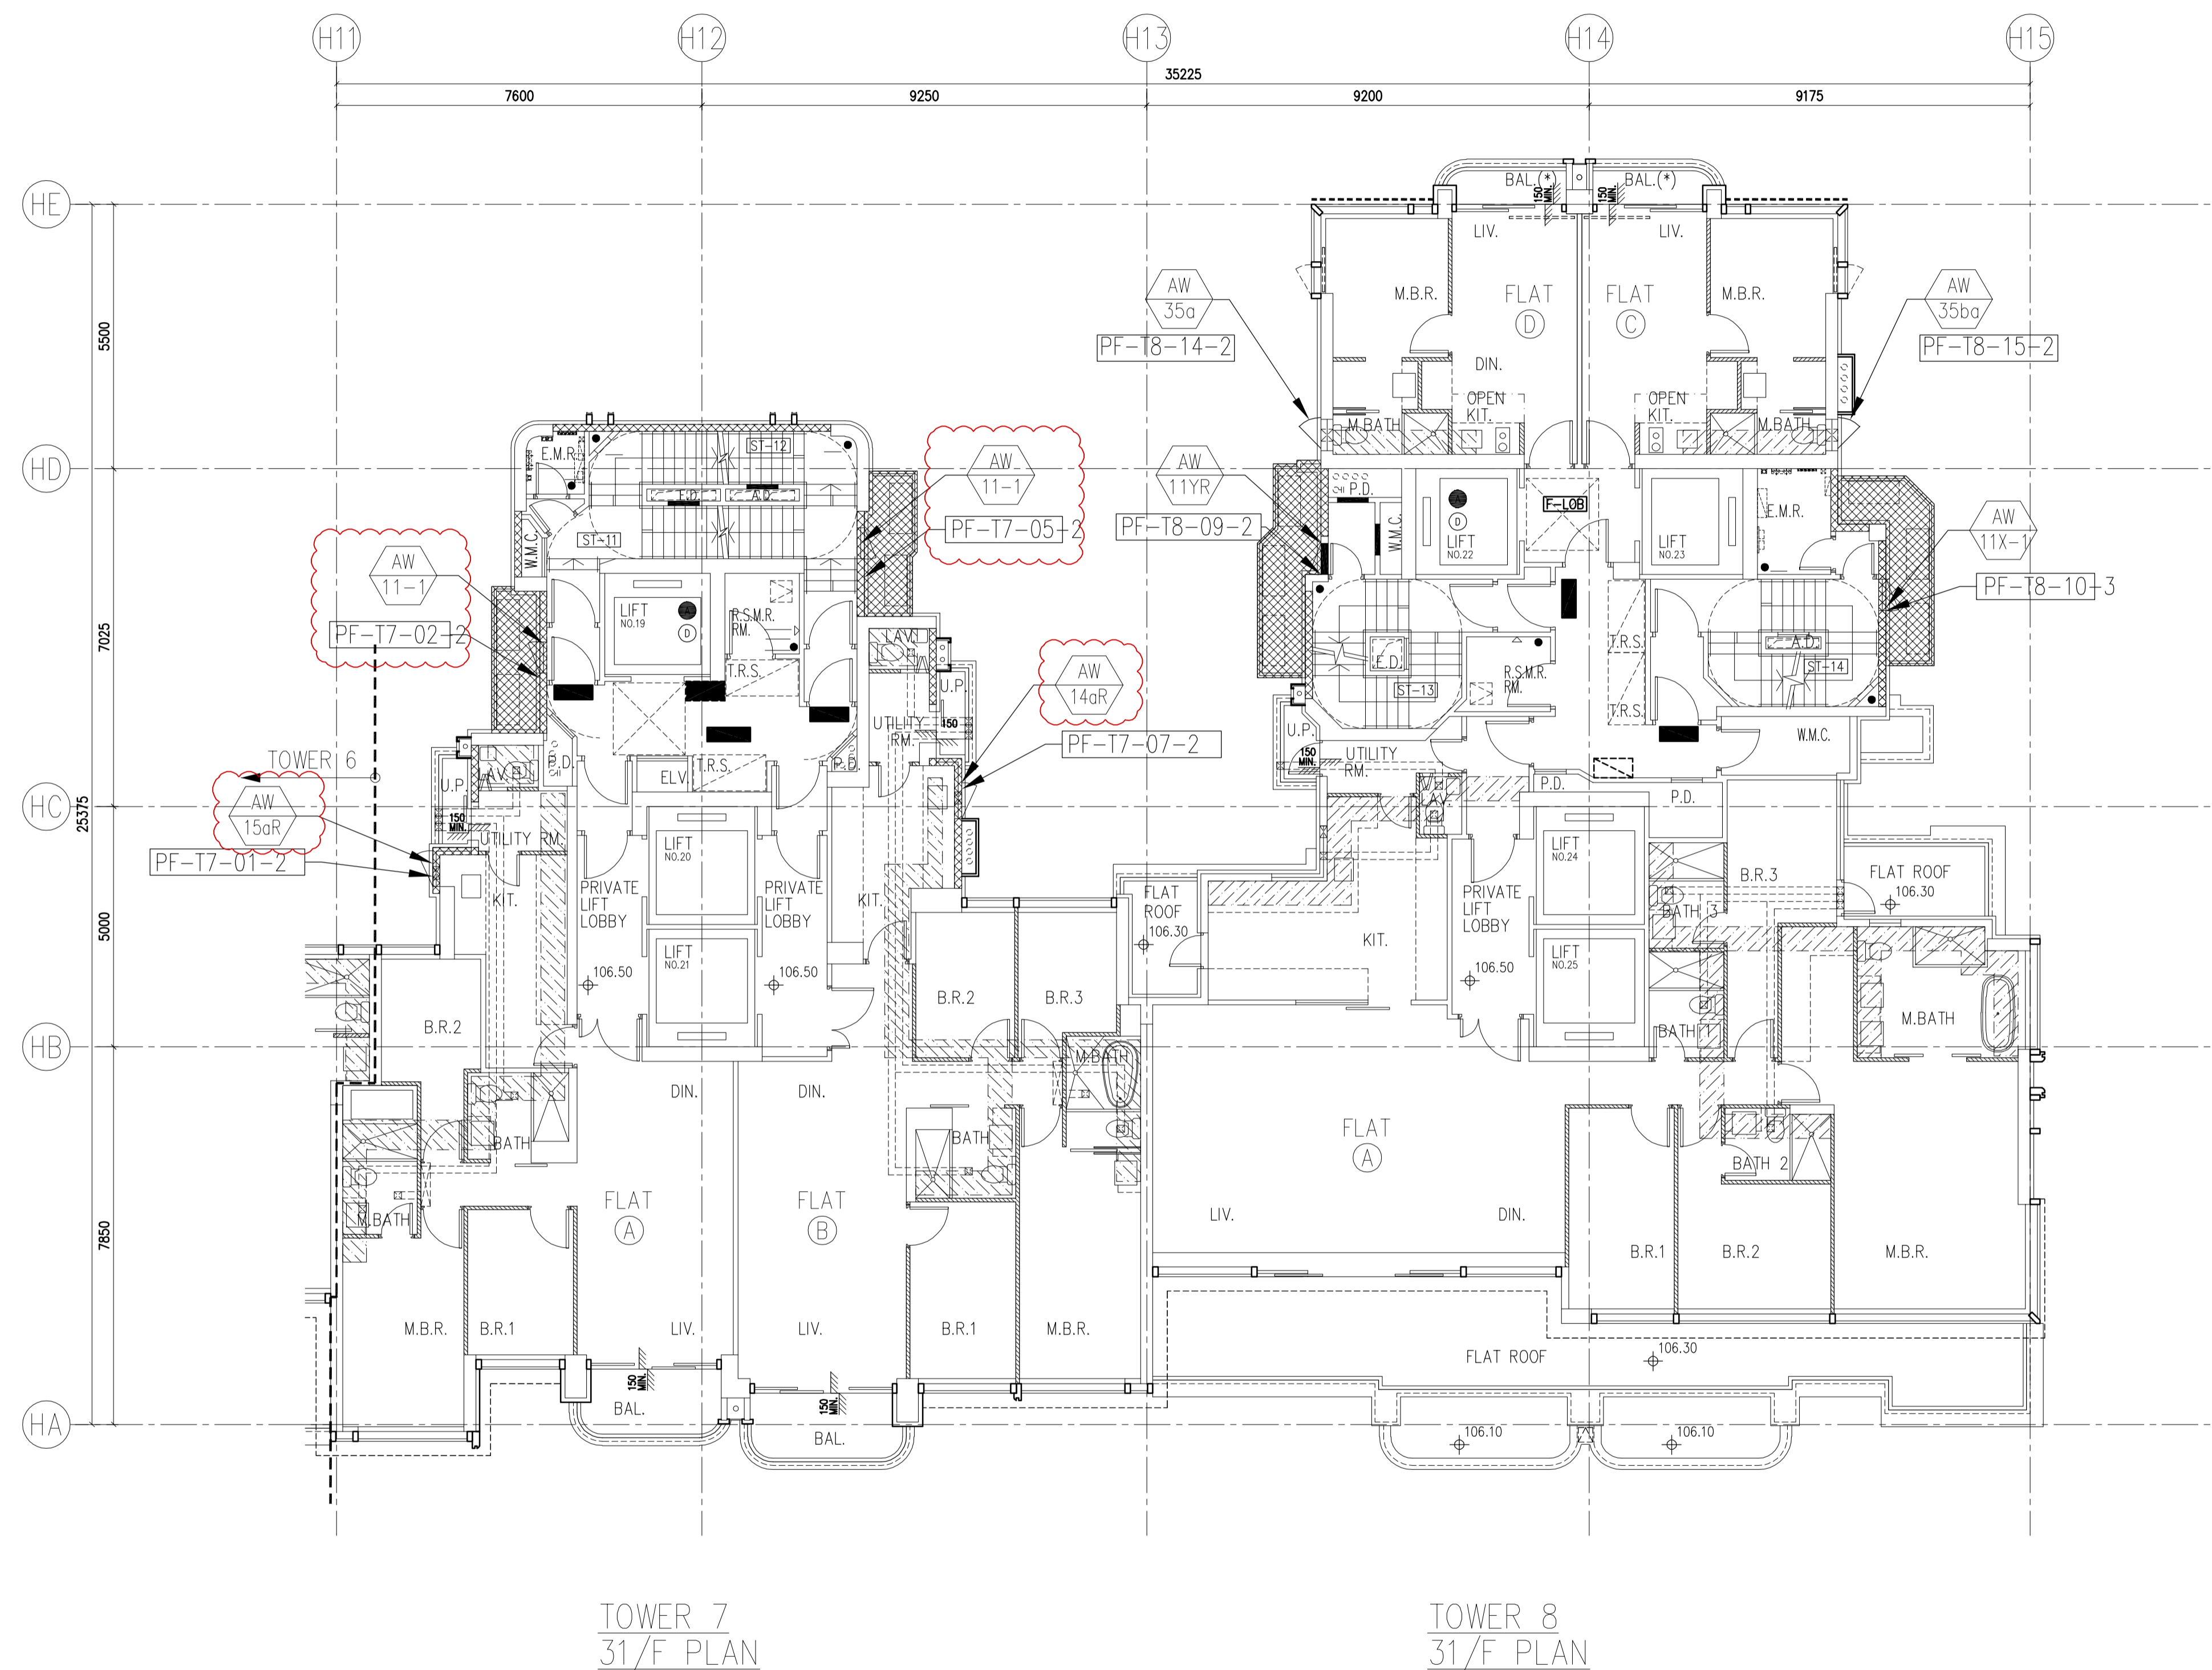 H11
H12
H13
H14
H15
35225
7600
9250
9200
9175
HE
HD
HC
HB
HA
5500
7025
25375
5000
7850
BAL.(*)
150
MIN.
150
MIN.
BAL.(*)
LIV.
LIV.
AW
35a
PF-T8-14-2
M.B.R.
FLAT
D
FLAT
C
M.B.R.
AW
35ba
PF-T8-15-2
DIN.
OPEN
KIT.
OPEN
KIT.
M.BATH
M.BATH
E.M.R.
ST-12
E.D.
A.D.
W.M.C.
ST-11
AW
11-1
PF-T7-05-2
AW
11YR
PF-T8-09-2
P.D.
W.M.C.
D
LIFT
NO.22
F-LOB
LIFT
NO.23
E.M.R.
AW
11X-1
PF-T8-10-3
AW
11-1
PF-T7-02-2
LIFT
NO.19
A
D
R.S.M.R.
RM.
T.R.S.
LAV.
U.P.
150
UTILITY
RM.
AW
14aR
PF-T7-07-2
E.D.
ST-13
R.S.M.R.
RM.
T.R.S.
T.R.S.
A.D.
ST-14
W.M.C.
U.P.
150
MIN.
UTILITY
RM.
LAV.
P.D.
P.D.
TOWER 6
AW
15aR
PF-T7-01-2
U.P.
LAV.
150
MIN.
UTILITY RM.
P.D.
ELV.
T.R.S.
P.D.
KIT.
PRIVATE
LIFT
LOBBY
LIFT
NO.20
PRIVATE
LIFT
LOBBY
KIT.
LIFT
NO.21
106.50
106.50
B.R.2
B.R.2
B.R.3
FLAT
ROOF
106.30
KIT.
PRIVATE
LIFT
LOBBY
106.50
LIFT
NO.24
LIFT
NO.25
B.R.3
BATH 3
BATH 1
FLAT ROOF
106.30
M.BATH
M.BATH
DIN.
DIN.
BATH
BATH
M.BATH
FLAT
A
FLAT
B
FLAT
A
BATH 2
LIV.
DIN.
B.R.1
B.R.2
M.B.R.
M.B.R.
B.R.1
LIV.
LIV.
B.R.1
M.B.R.
FLAT ROOF
106.30
150
MIN.
150
MIN.
BAL.
BAL.
106.10
106.10
TOWER 7
31/F PLAN
TOWER 8
31/F PLAN